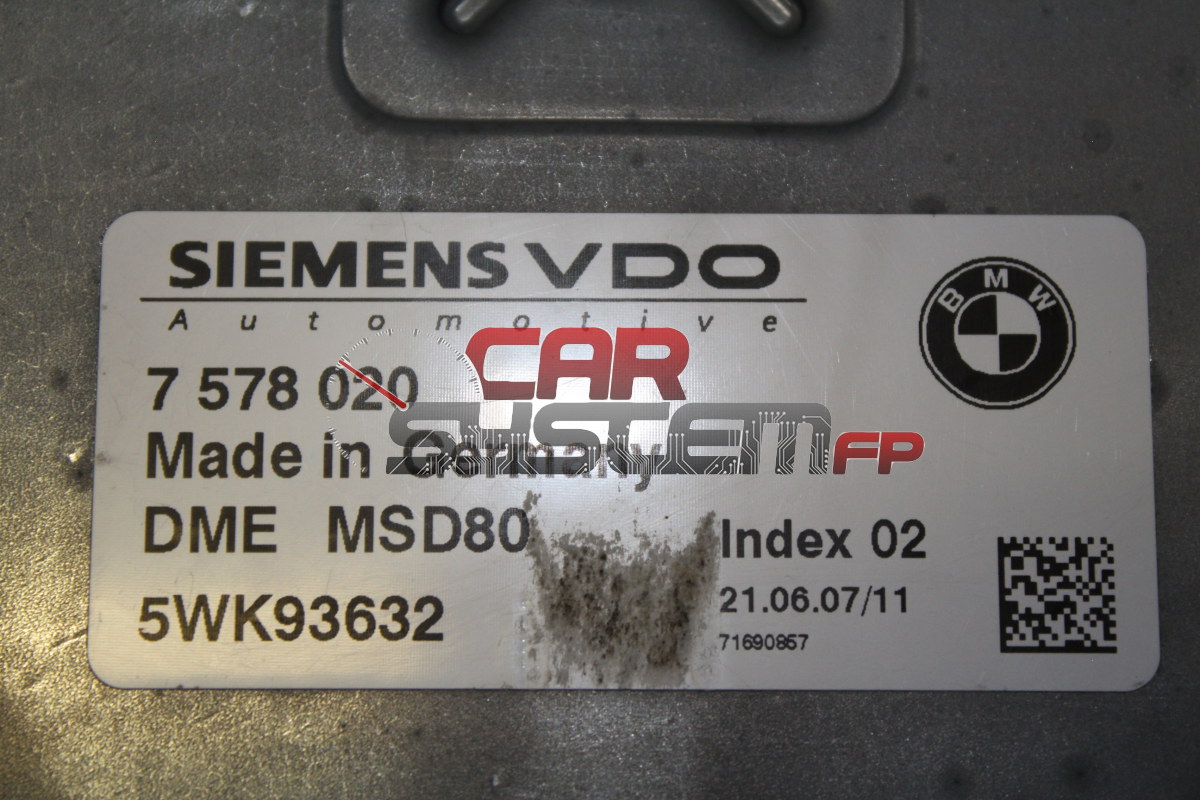 SIEMENS VDO
Automotive
BMW
CAR
SYSTEM FP
7 578 020
Made in Germany
DME MSD80
Index 02
5WK93632
21.06.07/11
71690857